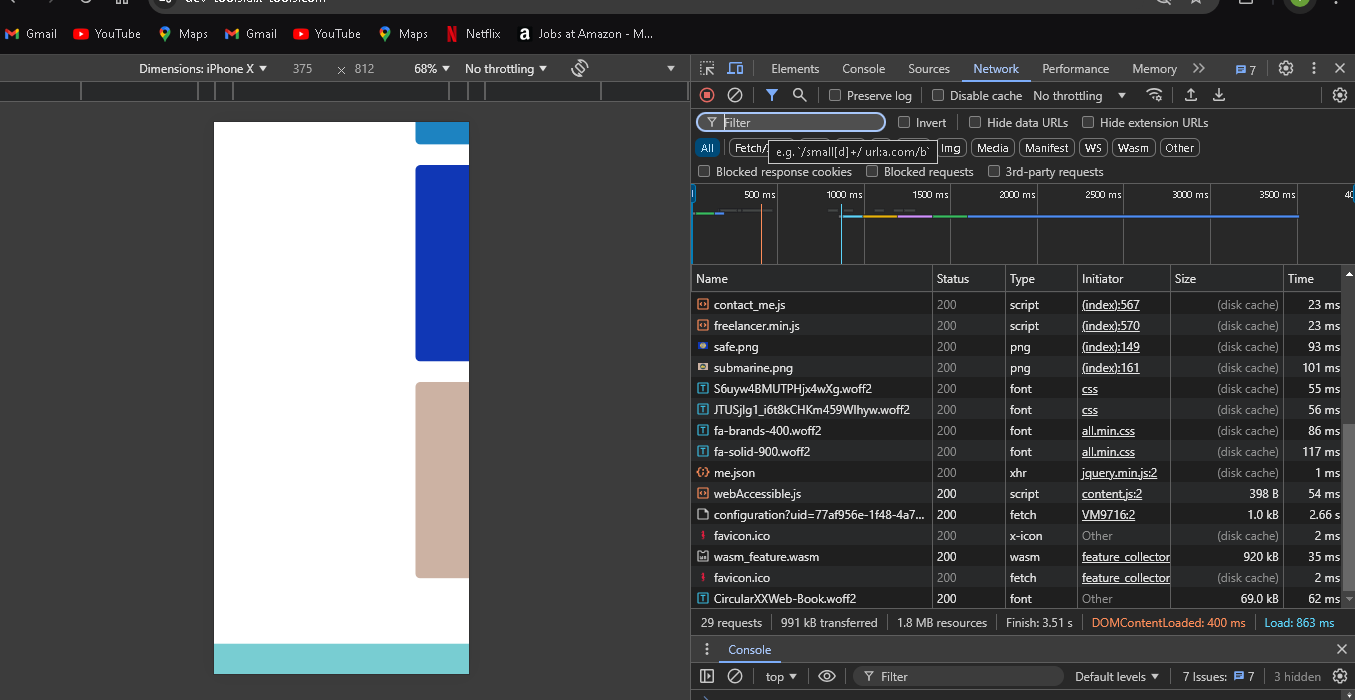 Gmail YouTube Maps Gmail YouTube Maps Netflix Jobs at Amazon - M...
Dimensions: iPhone X 375 × 812 68% No throttling
Elements Console Sources Network Performance Memory 7
Preserve log Disable cache No throttling
Filter Invert Hide data URLs Hide extension URLs
All Fetch/ Img Media Manifest WS Wasm Other
e.g. `/small[d]+/ url:a.com/b`
Blocked response cookies Blocked requests 3rd-party requests
500 ms 1000 ms 1500 ms 2000 ms 2500 ms 3000 ms 3500 ms
Name Status Type Initiator Size Time
contact_me.js 200 script (index):567 (disk cache) 23 ms
freelancer.min.js 200 script (index):570 (disk cache) 23 ms
safe.png 200 png (index):149 (disk cache) 93 ms
submarine.png 200 png (index):161 (disk cache) 101 ms
S6uyw4BMUTPHjx4wXg.woff2 200 font css (disk cache) 55 ms
JTUSjIg1_i6t8kCHKm459Wlhyw.woff2 200 font css (disk cache) 56 ms
fa-brands-400.woff2 200 font all.min.css (disk cache) 86 ms
fa-solid-900.woff2 200 font all.min.css (disk cache) 117 ms
me.json 200 xhr jquery.min.js:2 (disk cache) 1 ms
webAccessible.js 200 script content.js:2 398 B 54 ms
configuration?uid=77af956e-1f48-4a7... 200 fetch VM9716:2 1.0 kB 2.66 s
favicon.ico 200 x-icon Other (disk cache) 2 ms
wasm_feature.wasm 200 wasm feature_collector 920 kB 35 ms
favicon.ico 200 fetch feature_collector (disk cache) 2 ms
CircularXXWeb-Book.woff2 200 font Other 69.0 kB 62 ms
29 requests 991 kB transferred 1.8 MB resources Finish: 3.51 s DOMContentLoaded: 400 ms Load: 863 ms
Console
top Filter Default levels 7 Issues: 7 3 hidden